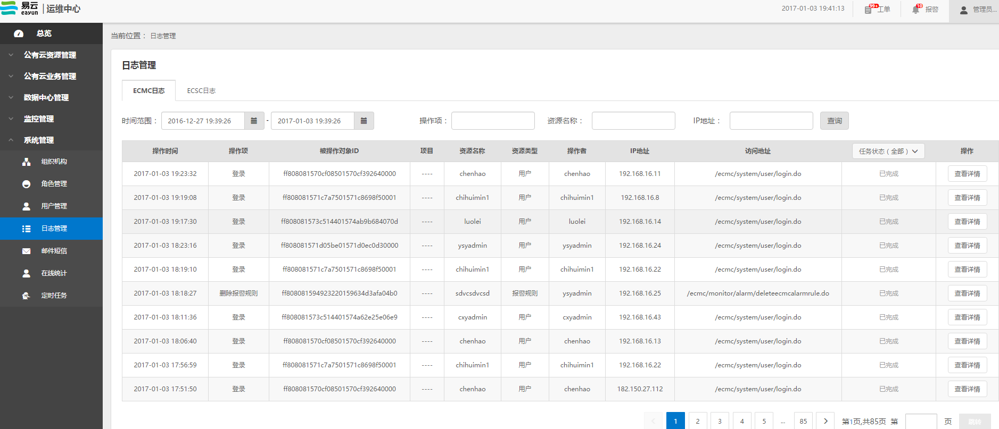 易云 eayun | 运维中心
2017-01-03 19:41:13 99+ 工单 10 报警 管理员...
总览
公有云资源管理
公有云业务管理
数据中心管理
监控管理
系统管理
组织机构
角色管理
用户管理
日志管理
邮件短信
在线统计
定时任务
当前位置： 日志管理
日志管理
ECMC日志 ECSC日志
时间范围： 2016-12-27 19:39:26 - 2017-01-03 19:39:26 操作项： 资源名称： IP地址： 查询
操作时间 操作项 被操作对象ID 项目 资源名称 资源类型 操作者 IP地址 访问地址 任务状态（全部） 操作
2017-01-03 19:23:32 登录 ff808081570cf08501570cf392640000 ---- chenhao 用户 chenhao 192.168.16.11 /ecmc/system/user/login.do 已完成 查看详情
2017-01-03 19:19:08 登录 ff808081571c7a7501571c8698f50001 ---- chihuimin1 用户 chihuimin1 192.168.16.8 /ecmc/system/user/login.do 已完成 查看详情
2017-01-03 19:17:30 登录 ff808081573c514401574ab9b684070d ---- luolei 用户 luolei 192.168.16.14 /ecmc/system/user/login.do 已完成 查看详情
2017-01-03 18:23:16 登录 ff808081571d05be01571d0ec0d30000 ---- ysyadmin 用户 ysyadmin 192.168.16.24 /ecmc/system/user/login.do 已完成 查看详情
2017-01-03 18:19:10 登录 ff808081571c7a7501571c8698f50001 ---- chihuimin1 用户 chihuimin1 192.168.16.22 /ecmc/system/user/login.do 已完成 查看详情
2017-01-03 18:18:27 删除报警规则 ff808081594923220159634d3afa04b0 ---- sdvcsdvcsd 报警规则 ysyadmin 192.168.16.25 /ecmc/monitor/alarm/deleteecmcalarmrule.do 已完成 查看详情
2017-01-03 18:11:36 登录 ff808081573c514401574a62e25e06e9 ---- cxyadmin 用户 cxyadmin 192.168.16.43 /ecmc/system/user/login.do 已完成 查看详情
2017-01-03 18:06:40 登录 ff808081570cf08501570cf392640000 ---- chenhao 用户 chenhao 192.168.16.13 /ecmc/system/user/login.do 已完成 查看详情
2017-01-03 17:56:59 登录 ff808081571c7a7501571c8698f50001 ---- chihuimin1 用户 chihuimin1 192.168.16.22 /ecmc/system/user/login.do 已完成 查看详情
2017-01-03 17:51:50 登录 ff808081570cf08501570cf392640000 ---- chenhao 用户 chenhao 182.150.27.112 /ecmc/system/user/login.do 已完成 查看详情
< 1 2 3 4 5 ... 85 > 第1页,共85页 第 页 跳转